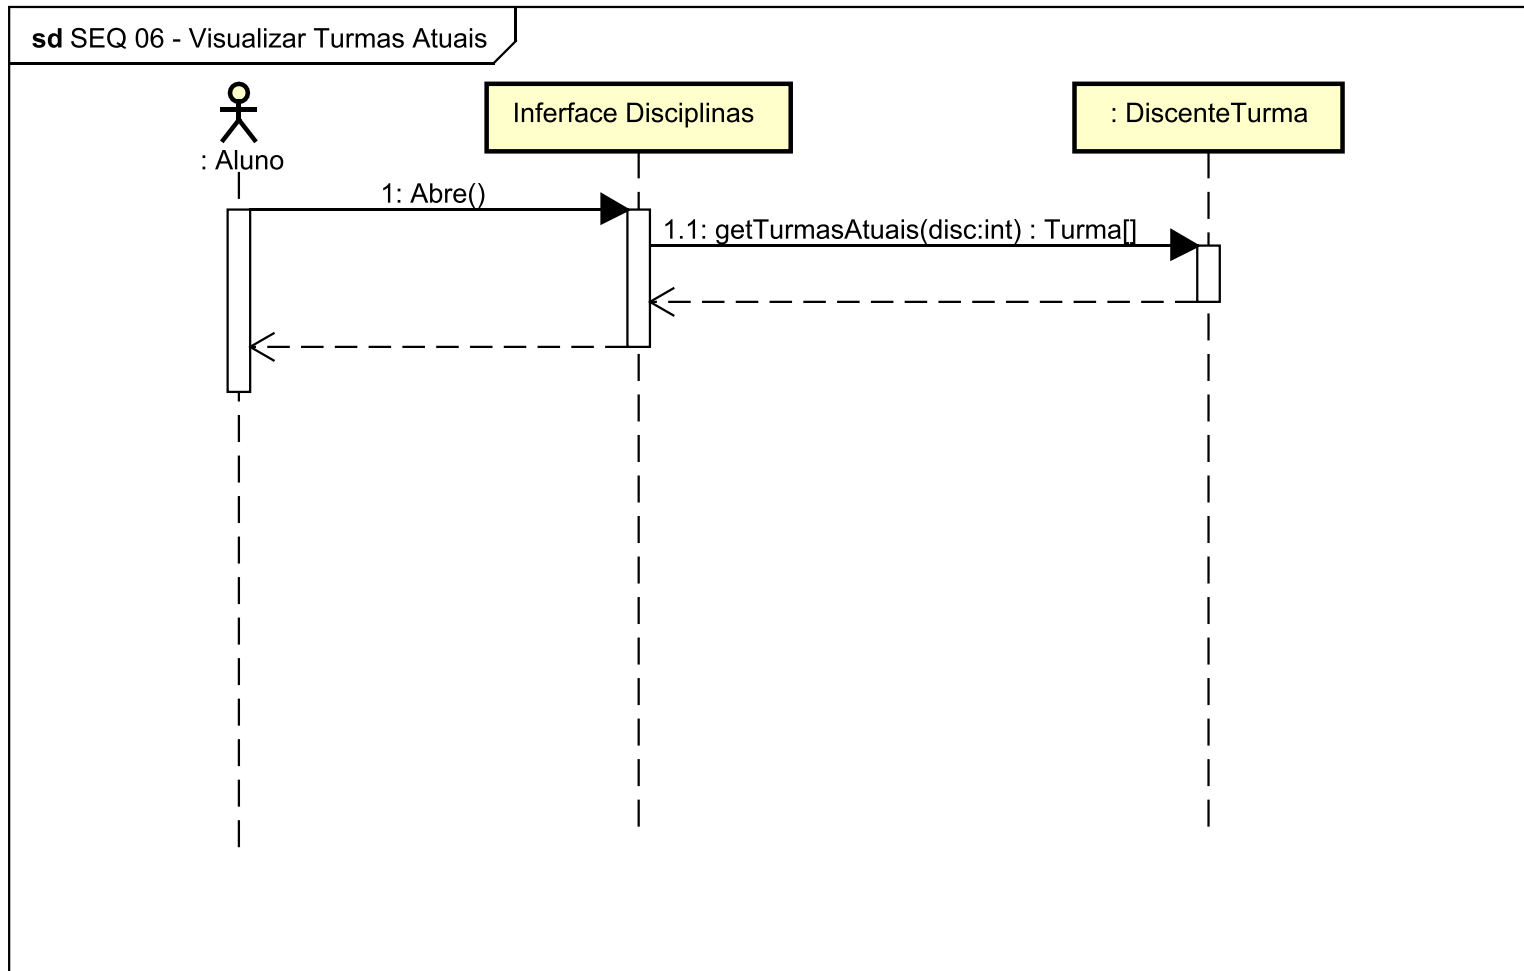 sd SEQ 06 - Visualizar Turmas Atuais
Inferface Disciplinas
: DiscenteTurma
: Aluno
1: Abre()
1.1: getTurmasAtuais(disc:int) : Turma[]